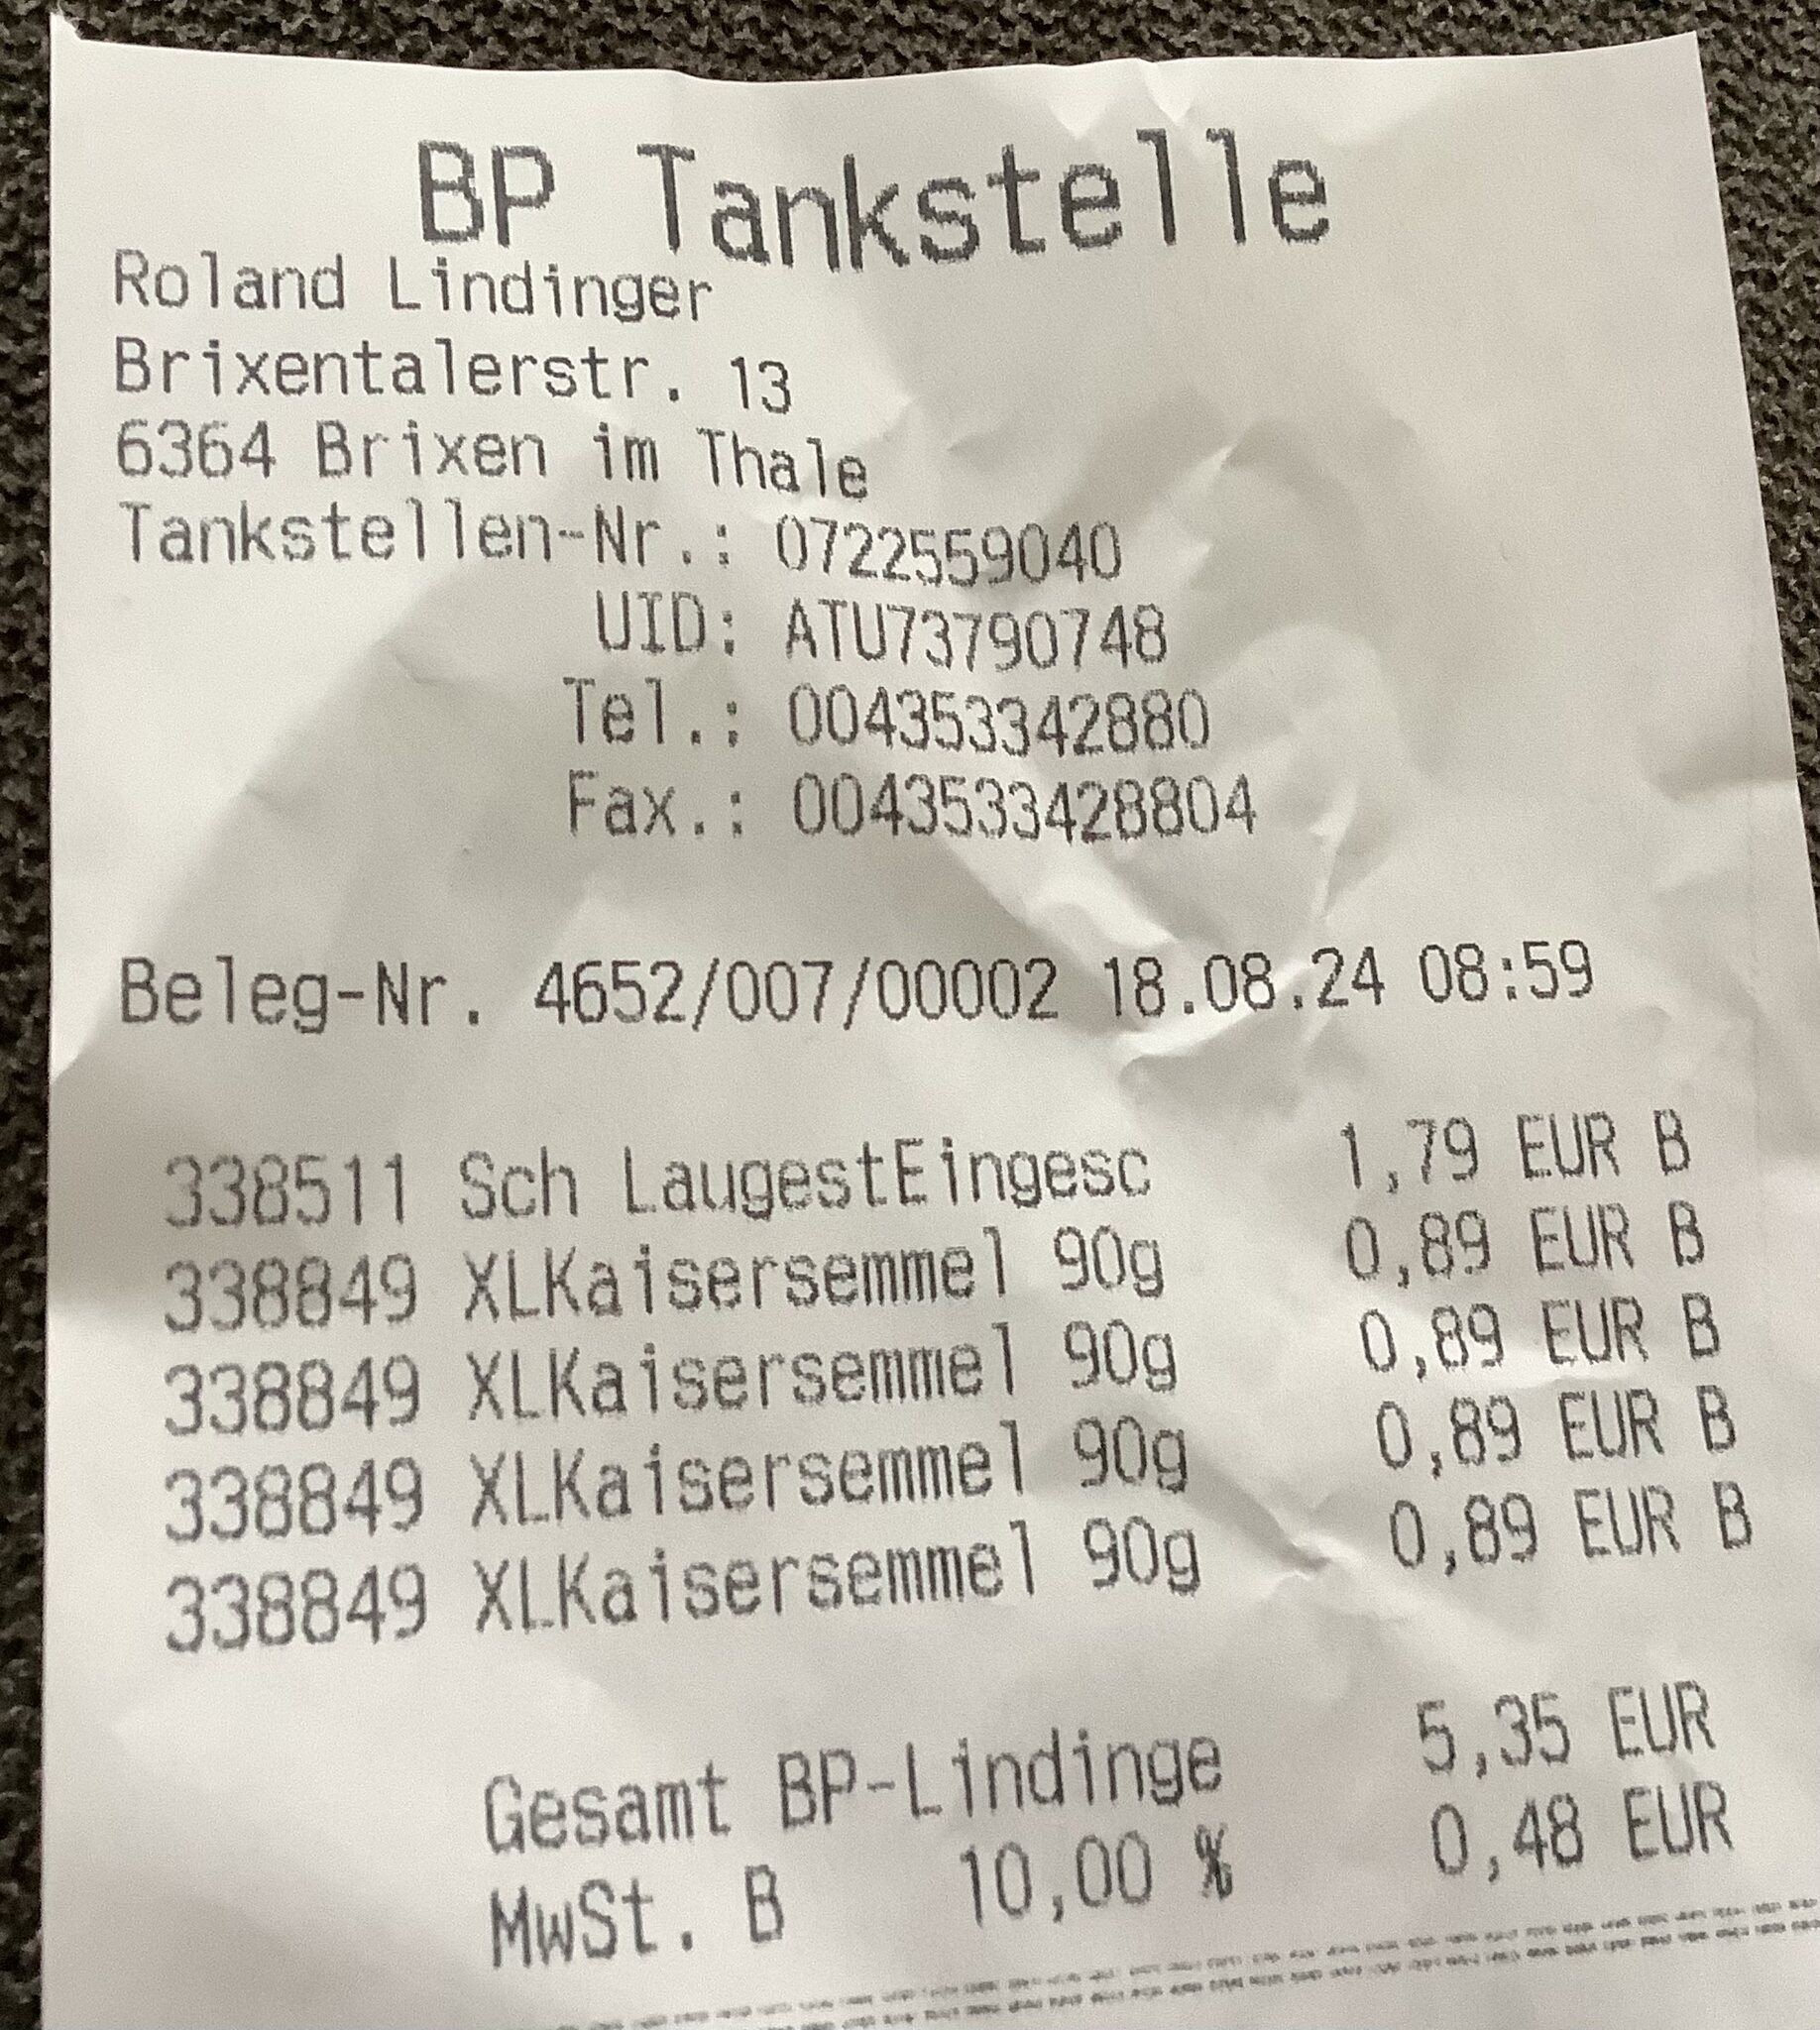 BP Tankstelle
Roland Lindinger
Brixentalerstr. 13
6364 Brixen im Thale
Tankstellen-Nr.: 0722559040
UID: ATU73790748
Tel.: 004353342880
Fax.: 0043533428804
Beleg-Nr. 4652/007/00002 18.08.24 08:59
338511 Sch LaugestEingesc 1,79 EUR B
338849 XLKaisersemmel 90g 0,89 EUR B
338849 XLKaisersemmel 90g 0,89 EUR B
338849 XLKaisersemmel 90g 0,89 EUR B
338849 XLKaisersemmel 90g 0,89 EUR B
Gesamt BP-Lindinge 5,35 EUR
MwSt. B 10,00 % 0,48 EUR